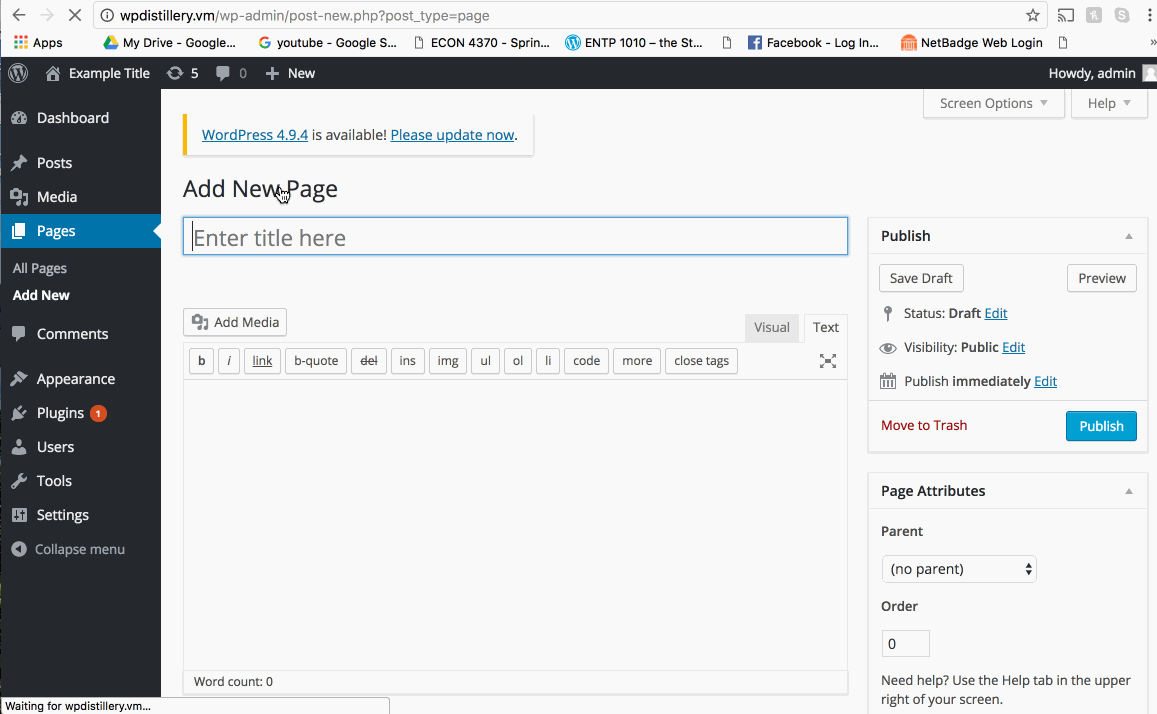 wpdistillery.vm/wp-admin/post-new.php?post_type=page
Apps My Drive - Google... youtube - Google S... ECON 4370 - Sprin... ENTP 1010 – the St... Facebook - Log In... NetBadge Web Login »
Example Title 5 0 New Howdy, admin
Screen Options Help
WordPress 4.9.4 is available! Please update now.
Dashboard
Posts
Media
Pages
All Pages
Add New
Comments
Appearance
Plugins 1
Users
Tools
Settings
Collapse menu
Add New Page
Enter title here
Add Media
Visual Text
b i link b-quote del ins img ul ol li code more close tags
Word count: 0
Publish
Save Draft Preview
Status: Draft Edit
Visibility: Public Edit
Publish immediately Edit
Move to Trash Publish
Page Attributes
Parent
(no parent)
Order
0
Need help? Use the Help tab in the upper
right of your screen.
Waiting for wpdistillery.vm...